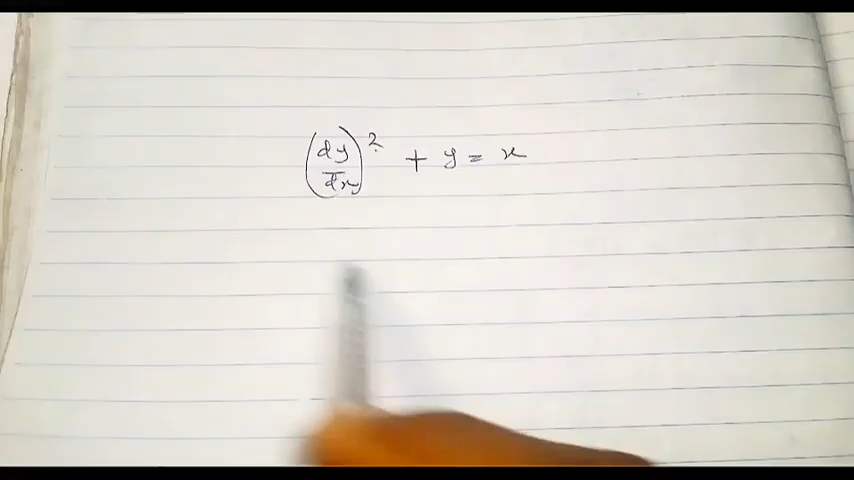 (dy/dx)² + y = x